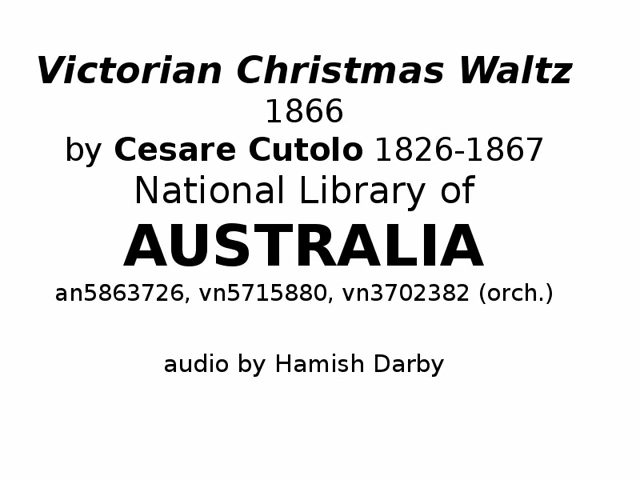 Victorian Christmas Waltz
1866
by Cesare Cutolo 1826-1867
National Library of
AUSTRALIA
an5863726, vn5715880, vn3702382 (orch.)
audio by Hamish Darby